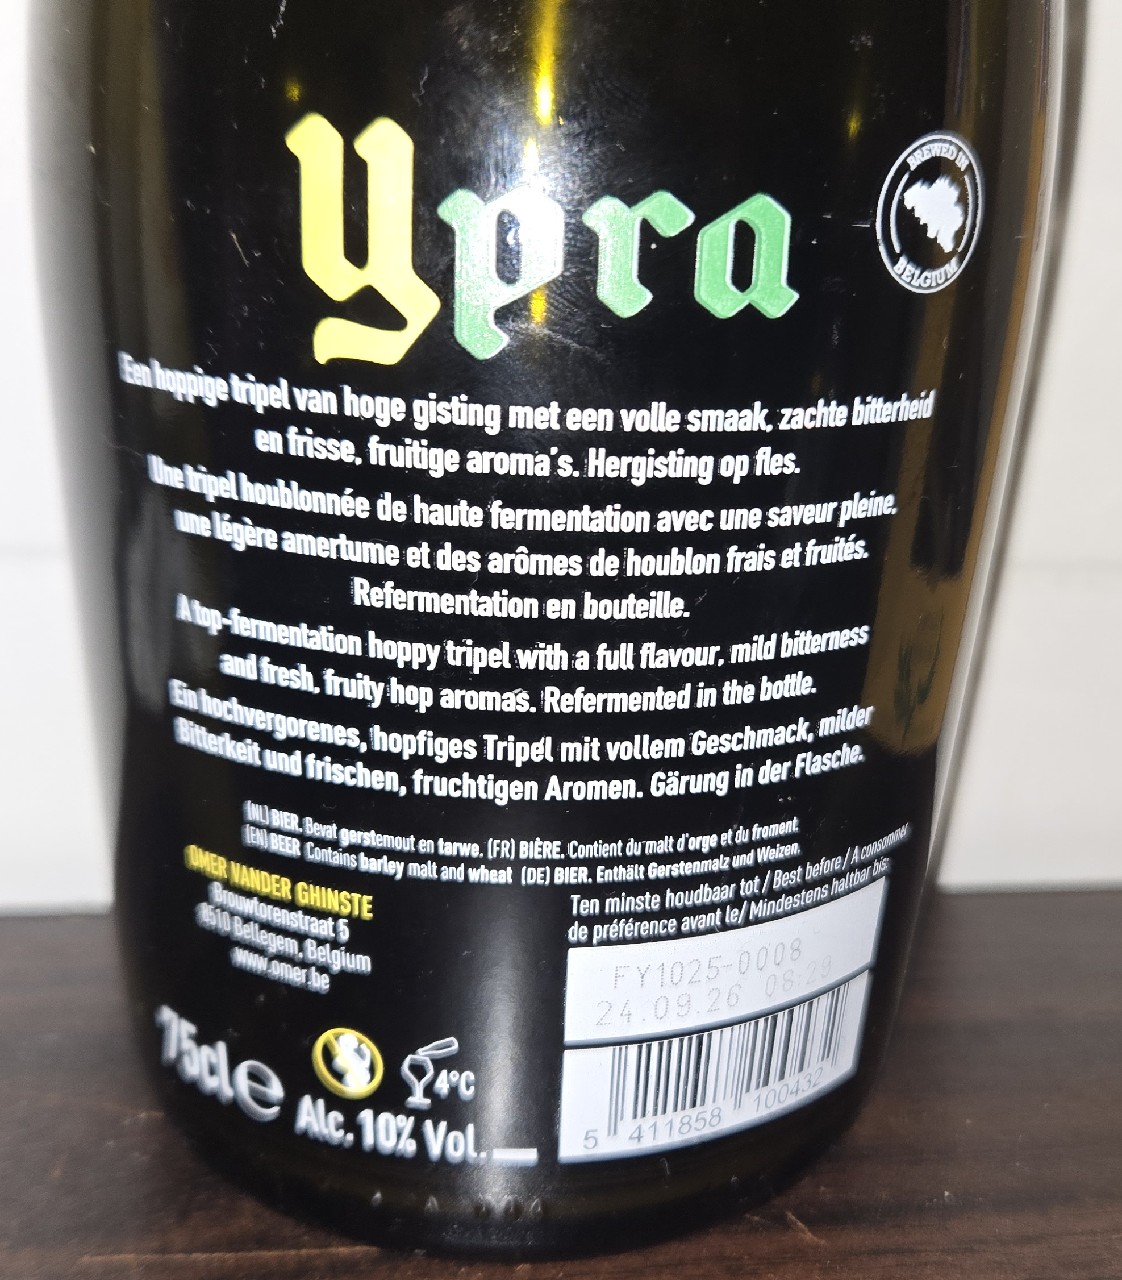 Ypra
BREWED IN
BELGIUM
Een hoppige tripel van hoge gisting met een volle smaak, zachte bitterheid
en frisse, fruitige aroma's. Hergisting op fles.
Une tripel houblonnée de haute fermentation avec une saveur pleine,
une légère amertume et des arômes de houblon frais et fruités.
Refermentation en bouteille.
A top-fermentation hoppy tripel with a full flavour, mild bitterness
and fresh, fruity hop aromas. Refermented in the bottle.
Ein hochvergorenes, hopfiges Tripel mit vollem Geschmack, milder
Bitterkeit und frischen, fruchtigen Aromen. Gärung in der Flasche.
(NL) BIER. Bevat gerstemout en tarwe. (FR) BIÈRE. Contient du malt d'orge et du froment.
(EN) BEER Contains barley malt and wheat (DE) BIER. Enthält Gerstenmalz und Weizen.
OMER VANDER GHINSTE
Brouwtorenstraat 5
8510 Bellegem, Belgium
www.omer.be
Ten minste houdbaar tot / Best before / A consommer
de préférence avant le/ Mindestens haltbar bis:
FY1025-0008
24.09.26 08:29
75cl e
4°C
Alc. 10% Vol.
5 411858 100432